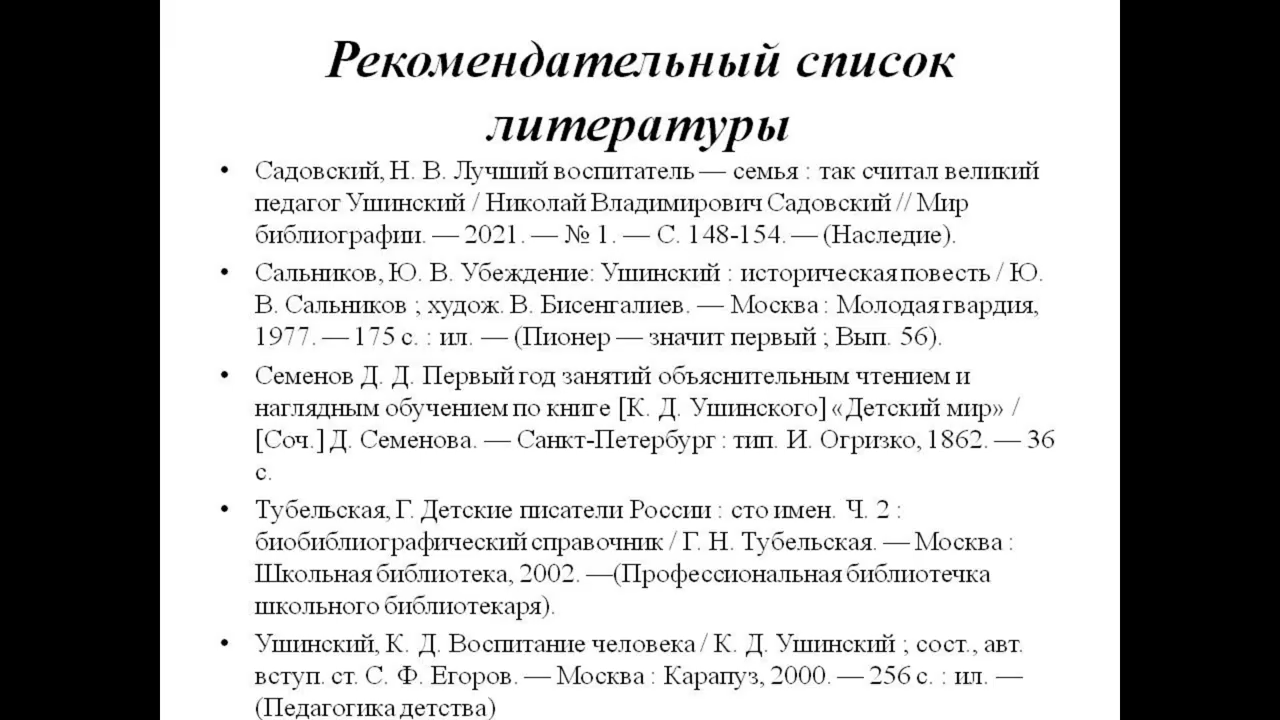 Рекомендательный список
литературы
• Садовский, Н. В. Лучший воспитатель — семья : так считал великий
педагог Ушинский / Николай Владимирович Садовский // Мир
библиографии. — 2021. — № 1. — С. 148-154. — (Наследие).
• Сальников, Ю. В. Убеждение: Ушинский : историческая повесть / Ю.
В. Сальников ; худож. В. Бисенгалиев. — Москва : Молодая гвардия,
1977. — 175 с. : ил. — (Пионер — значит первый ; Вып. 56).
• Семенов Д. Д. Первый год занятий объяснительным чтением и
наглядным обучением по книге [К. Д. Ушинского] «Детский мир» /
[Соч.] Д. Семенова. — Санкт-Петербург : тип. И. Огризко, 1862. — 36
с.
• Тубельская, Г. Детские писатели России : сто имен. Ч. 2 :
биобиблиографический справочник / Г. Н. Тубельская. — Москва :
Школьная библиотека, 2002. —(Профессиональная библиотечка
школьного библиотекаря).
• Ушинский, К. Д. Воспитание человека / К. Д. Ушинский ; сост., авт.
вступ. ст. С. Ф. Егоров. — Москва : Карапуз, 2000. — 256 с. : ил. —
(Педагогика детства)